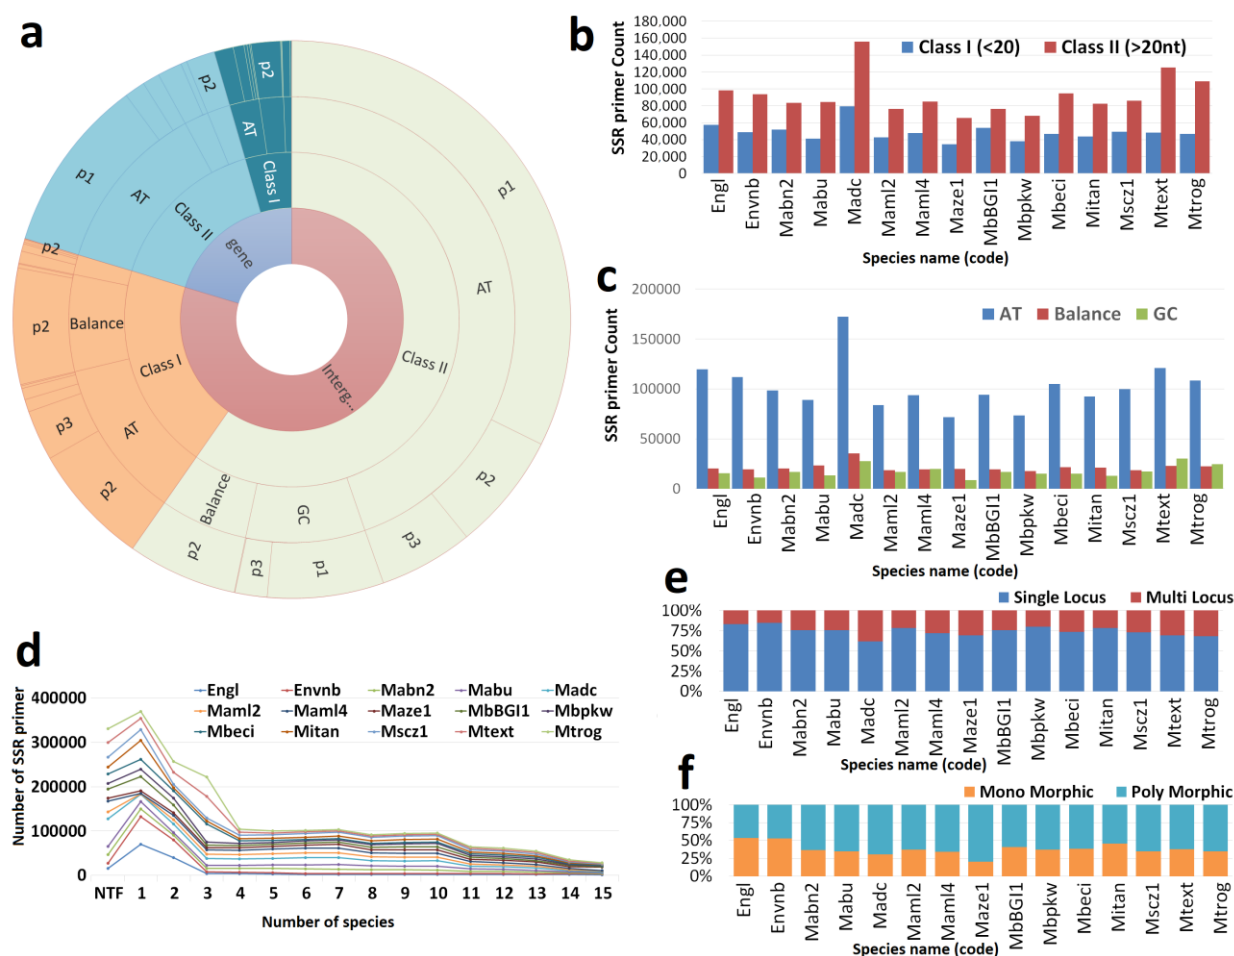 a
p1
AT
Class II
p2
p3
GC
p1
p3
Balance
p2
Interg...
gene
Class I
AT
p2
p3
Balance
p2
p2
Class II
AT
p1
p2
Class I
AT
p2
b
SSR primer Count
180,000
160,000
140,000
120,000
100,000
80,000
60,000
40,000
20,000
0
Class I (<20) Class II (>20nt)
Engl Envnb Mabn2 Mabu Madc Maml2 Maml4 Maze1 MbBGI1 Mbpkw Mbeci Mitan Mscz1 Mtext Mtrog
Species name (code)
c
SSR primer Count
200000
150000
100000
50000
0
AT Balance GC
Engl Envnb Mabn2 Mabu Madc Maml2 Maml4 Maze1 MbBGI1 Mbpkw Mbeci Mitan Mscz1 Mtext Mtrog
Species name (code)
d
Number of SSR primer
Engl Envnb Mabn2 Mabu Madc
Maml2 Maml4 Maze1 MbBGI1 Mbpkw
Mbeci Mitan Mscz1 Mtext Mtrog
400000
300000
200000
100000
0
NTF 1 2 3 4 5 6 7 8 9 10 11 12 13 14 15
Number of species
e
Single Locus Multi Locus
100%
75%
50%
25%
0%
Engl Envnb Mabn2 Mabu Madc Maml2 Maml4 Maze1 MbBGI1 Mbpkw Mbeci Mitan Mscz1 Mtext Mtrog
Species name (code)
f
Mono Morphic Poly Morphic
100%
75%
50%
25%
0%
Engl Envnb Mabn2 Mabu Madc Maml2 Maml4 Maze1 MbBGI1 Mbpkw Mbeci Mitan Mscz1 Mtext Mtrog
Species name (code)